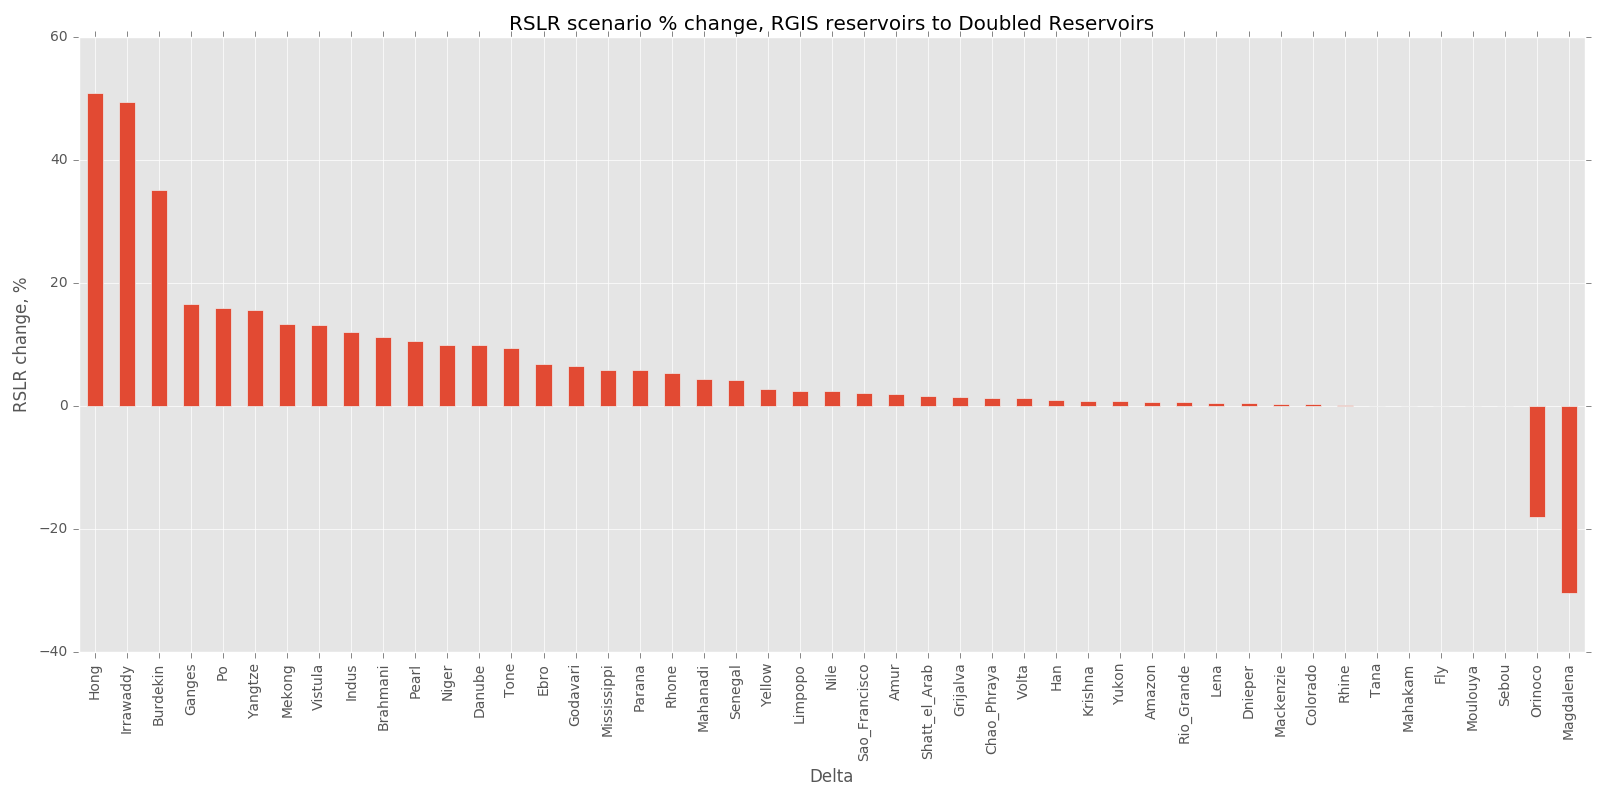 RSLR scenario % change, RGIS reservoirs to Doubled Reservoirs
60
40
20
0
−20
−40
RSLR change, %
Hong
Irrawaddy
Burdekin
Ganges
Po
Yangtze
Mekong
Vistula
Indus
Brahmani
Pearl
Niger
Danube
Tone
Ebro
Godavari
Mississippi
Parana
Rhone
Mahanadi
Senegal
Yellow
Limpopo
Nile
Sao_Francisco
Amur
Shatt_el_Arab
Grijalva
Chao_Phraya
Volta
Han
Krishna
Yukon
Amazon
Rio_Grande
Lena
Dnieper
Mackenzie
Colorado
Rhine
Tana
Mahakam
Fly
Moulouya
Sebou
Orinoco
Magdalena
Delta